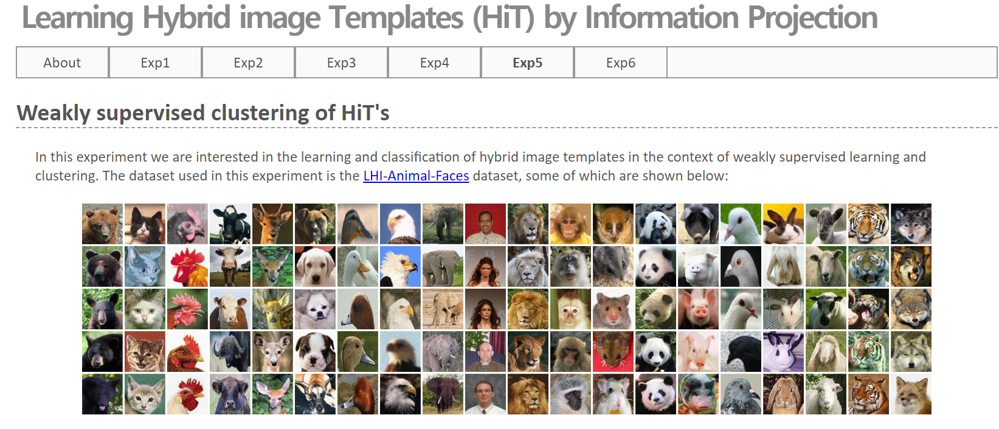 Learning Hybrid image Templates (HiT) by Information Projection
About Exp1 Exp2 Exp3 Exp4 Exp5 Exp6
Weakly supervised clustering of HiT's
In this experiment we are interested in the learning and classification of hybrid image templates in the context of weakly supervised learning and
clustering. The dataset used in this experiment is the LHI-Animal-Faces dataset, some of which are shown below: